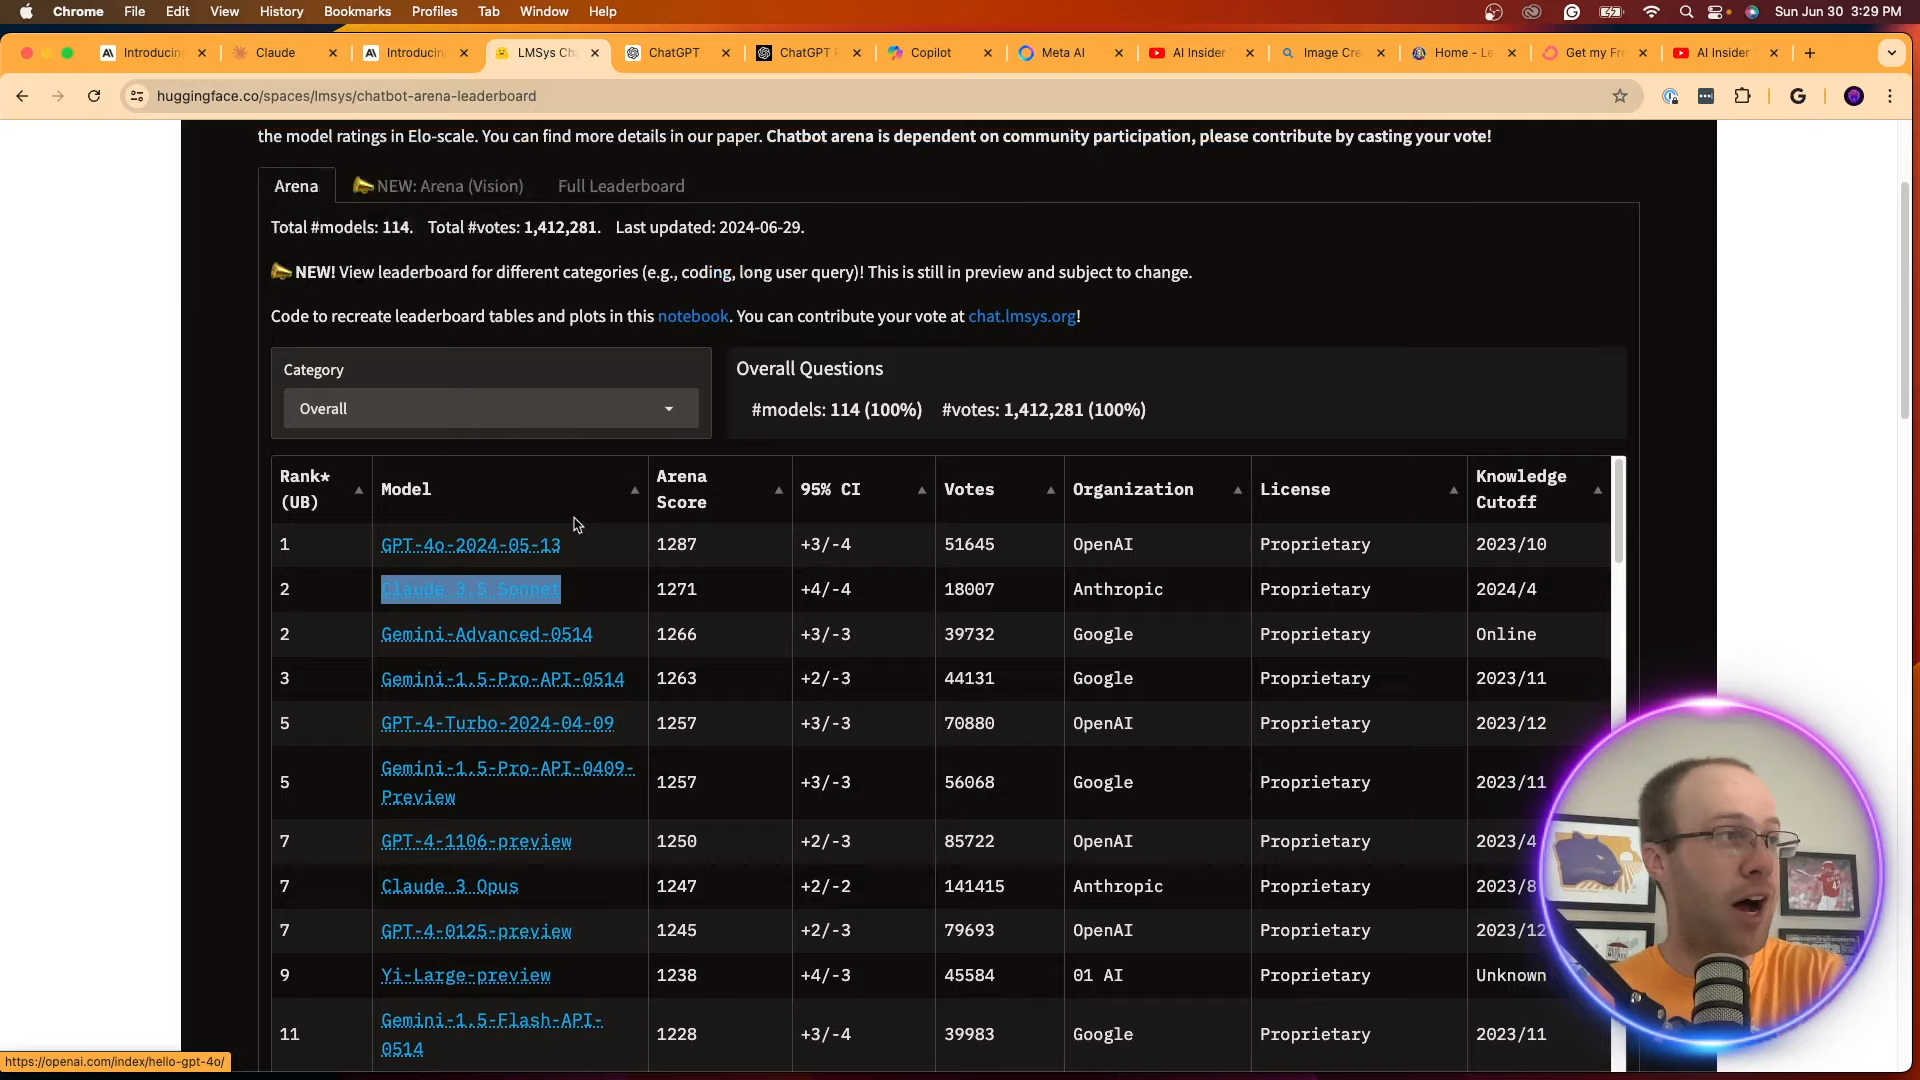 Chrome File Edit View History Bookmarks Profiles Tab Window Help Sun Jun 30 3:29 PM
Introducing Claude Introducin LMSys Ch ChatGPT ChatGPT Copilot Meta AI AI Insider Image Cre Home - Le Get my Fr AI Insider
huggingface.co/spaces/lmsys/chatbot-arena-leaderboard
the model ratings in Elo-scale. You can find more details in our paper. Chatbot arena is dependent on community participation, please contribute by casting your vote!
Arena NEW: Arena (Vision) Full Leaderboard
Total #models: 114. Total #votes: 1,412,281. Last updated: 2024-06-29.
NEW! View leaderboard for different categories (e.g., coding, long user query)! This is still in preview and subject to change.
Code to recreate leaderboard tables and plots in this notebook. You can contribute your vote at chat.lmsys.org!
Category
Overall
Overall Questions
#models: 114 (100%) #votes: 1,412,281 (100%)
Rank* (UB) Model Arena Score 95% CI Votes Organization License Knowledge Cutoff
1 GPT-4o-2024-05-13 1287 +3/-4 51645 OpenAI Proprietary 2023/10
2 Claude 3.5 Sonnet 1271 +4/-4 18007 Anthropic Proprietary 2024/4
2 Gemini-Advanced-0514 1266 +3/-3 39732 Google Proprietary Online
3 Gemini-1.5-Pro-API-0514 1263 +2/-3 44131 Google Proprietary 2023/11
5 GPT-4-Turbo-2024-04-09 1257 +3/-3 70880 OpenAI Proprietary 2023/12
5 Gemini-1.5-Pro-API-0409-Preview 1257 +3/-3 56068 Google Proprietary 2023/11
7 GPT-4-1106-preview 1250 +2/-3 85722 OpenAI Proprietary 2023/4
7 Claude 3 Opus 1247 +2/-2 141415 Anthropic Proprietary 2023/8
7 GPT-4-0125-preview 1245 +2/-3 79693 OpenAI Proprietary 2023/12
9 Yi-Large-preview 1238 +4/-3 45584 01 AI Proprietary Unknown
11 Gemini-1.5-Flash-API-0514 1228 +3/-4 39983 Google Proprietary 2023/11
https://openai.com/index/hello-gpt-4o/